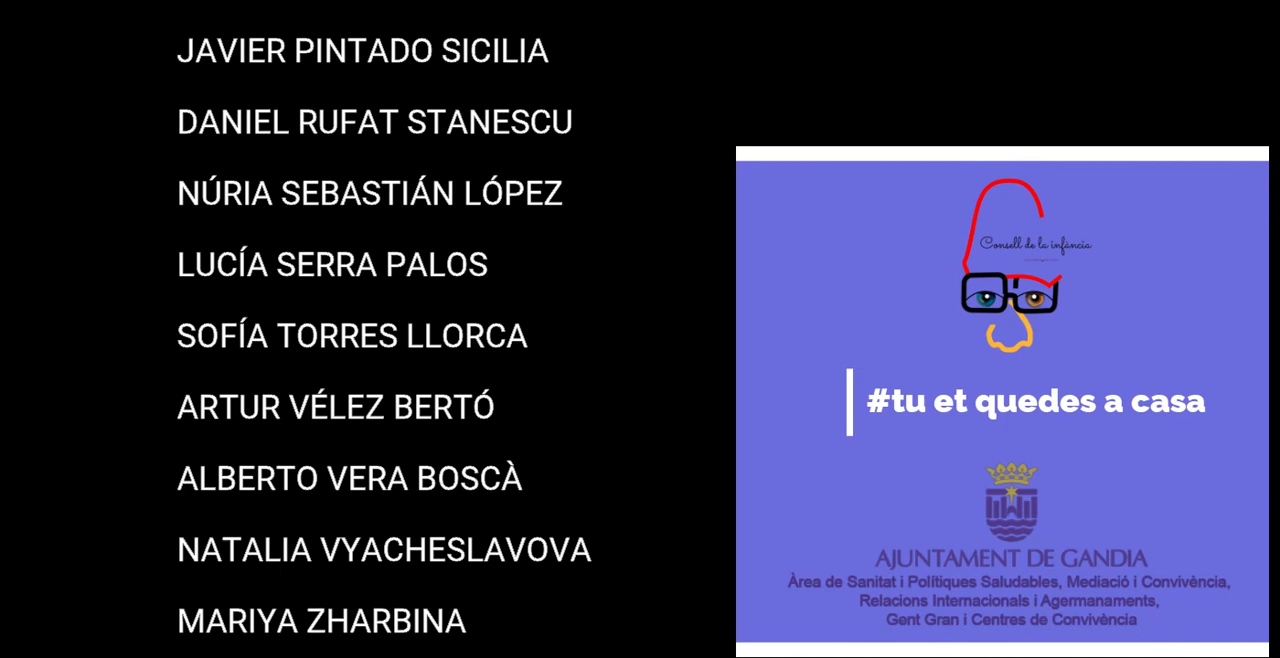 JAVIER PINTADO SICILIA
DANIEL RUFAT STANESCU
NÚRIA SEBASTIÁN LÓPEZ
LUCÍA SERRA PALOS
SOFÍA TORRES LLORCA
ARTUR VÉLEZ BERTÓ
ALBERTO VERA BOSCÀ
NATALIA VYACHESLAVOVA
MARIYA ZHARBINA
Consell de la infància
#tu et quedes a casa
AJUNTAMENT DE GANDIA
Àrea de Sanitat i Polítiques Saludables, Mediació i Convivència,
Relacions Internacionals i Agermanaments,
Gent Gran i Centres de Convivència